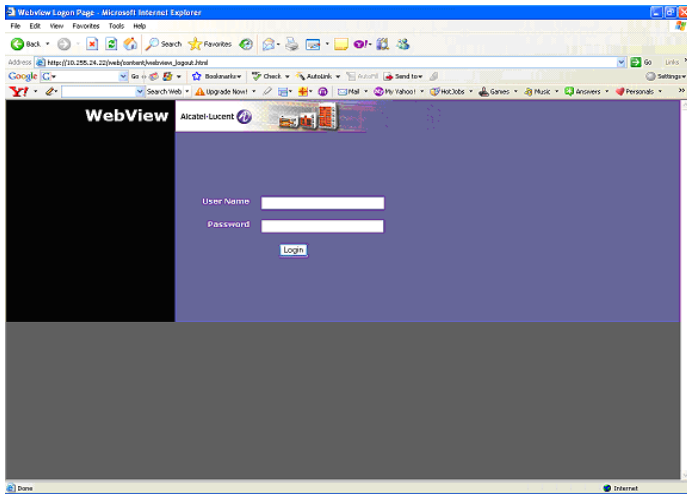 Webview Logon Page - Microsoft Internet Explorer
File Edit View Favorites Tools Help
Back Search Favorites
Address http://10.255.24.22/web/content/webview_logout.html Go Links
Google G Go Bookmarks Check AutoLink AutoFill Send to Settings
Y! Search Web Upgrade Now! Mail My Yahoo! HotJobs Games Music Answers Personals
WebView Alcatel-Lucent
User Name
Password
Login
Done Internet